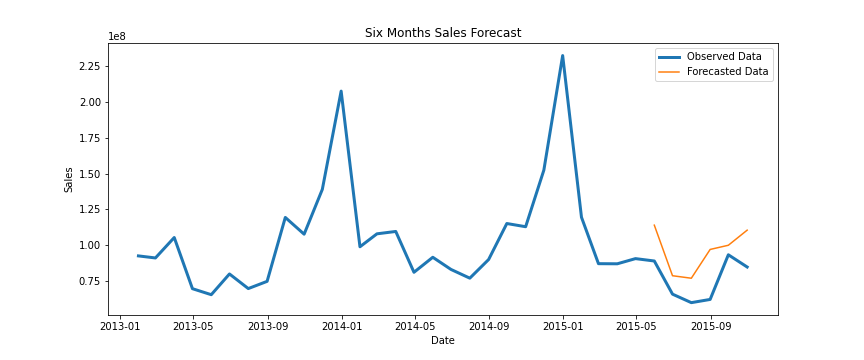 Six Months Sales Forecast
1e8
Observed Data
Forecasted Data
2.25
2.00
1.75
1.50
1.25
1.00
0.75
Sales
2013-01 2013-05 2013-09 2014-01 2014-05 2014-09 2015-01 2015-05 2015-09
Date